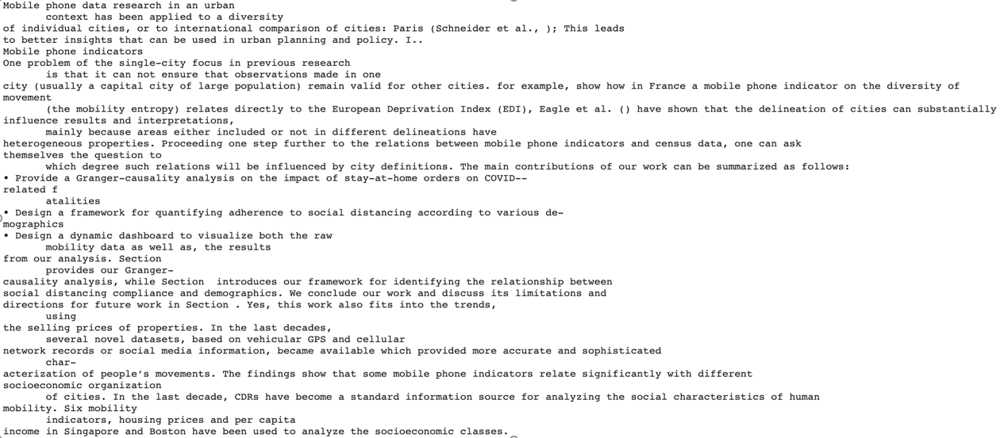 Mobile phone data research in an urban
context has been applied to a diversity
of individual cities, or to international comparison of cities: Paris (Schneider et al., ); This leads
to better insights that can be used in urban planning and policy. I..
Mobile phone indicators
One problem of the single-city focus in previous research
is that it can not ensure that observations made in one
city (usually a capital city of large population) remain valid for other cities. for example, show how in France a mobile phone indicator on the diversity of
movement
(the mobility entropy) relates directly to the European Deprivation Index (EDI), Eagle et al. () have shown that the delineation of cities can substantially
influence results and interpretations,
mainly because areas either included or not in different delineations have
heterogeneous properties. Proceeding one step further to the relations between mobile phone indicators and census data, one can ask
themselves the question to
which degree such relations will be influenced by city definitions. The main contributions of our work can be summarized as follows:
• Provide a Granger-causality analysis on the impact of stay-at-home orders on COVID--
related f
atalities
• Design a framework for quantifying adherence to social distancing according to various de-
mographics
• Design a dynamic dashboard to visualize both the raw
mobility data as well as, the results
from our analysis. Section
provides our Granger-
causality analysis, while Section  introduces our framework for identifying the relationship between
social distancing compliance and demographics. We conclude our work and discuss its limitations and
directions for future work in Section . Yes, this work also fits into the trends,
using
the selling prices of properties. In the last decades,
several novel datasets, based on vehicular GPS and cellular
network records or social media information, became available which provided more accurate and sophisticated
char-
acterization of people's movements. The findings show that some mobile phone indicators relate significantly with different
socioeconomic organization
of cities. In the last decade, CDRs have become a standard information source for analyzing the social characteristics of human
mobility. Six mobility
indicators, housing prices and per capita
income in Singapore and Boston have been used to analyze the socioeconomic classes.